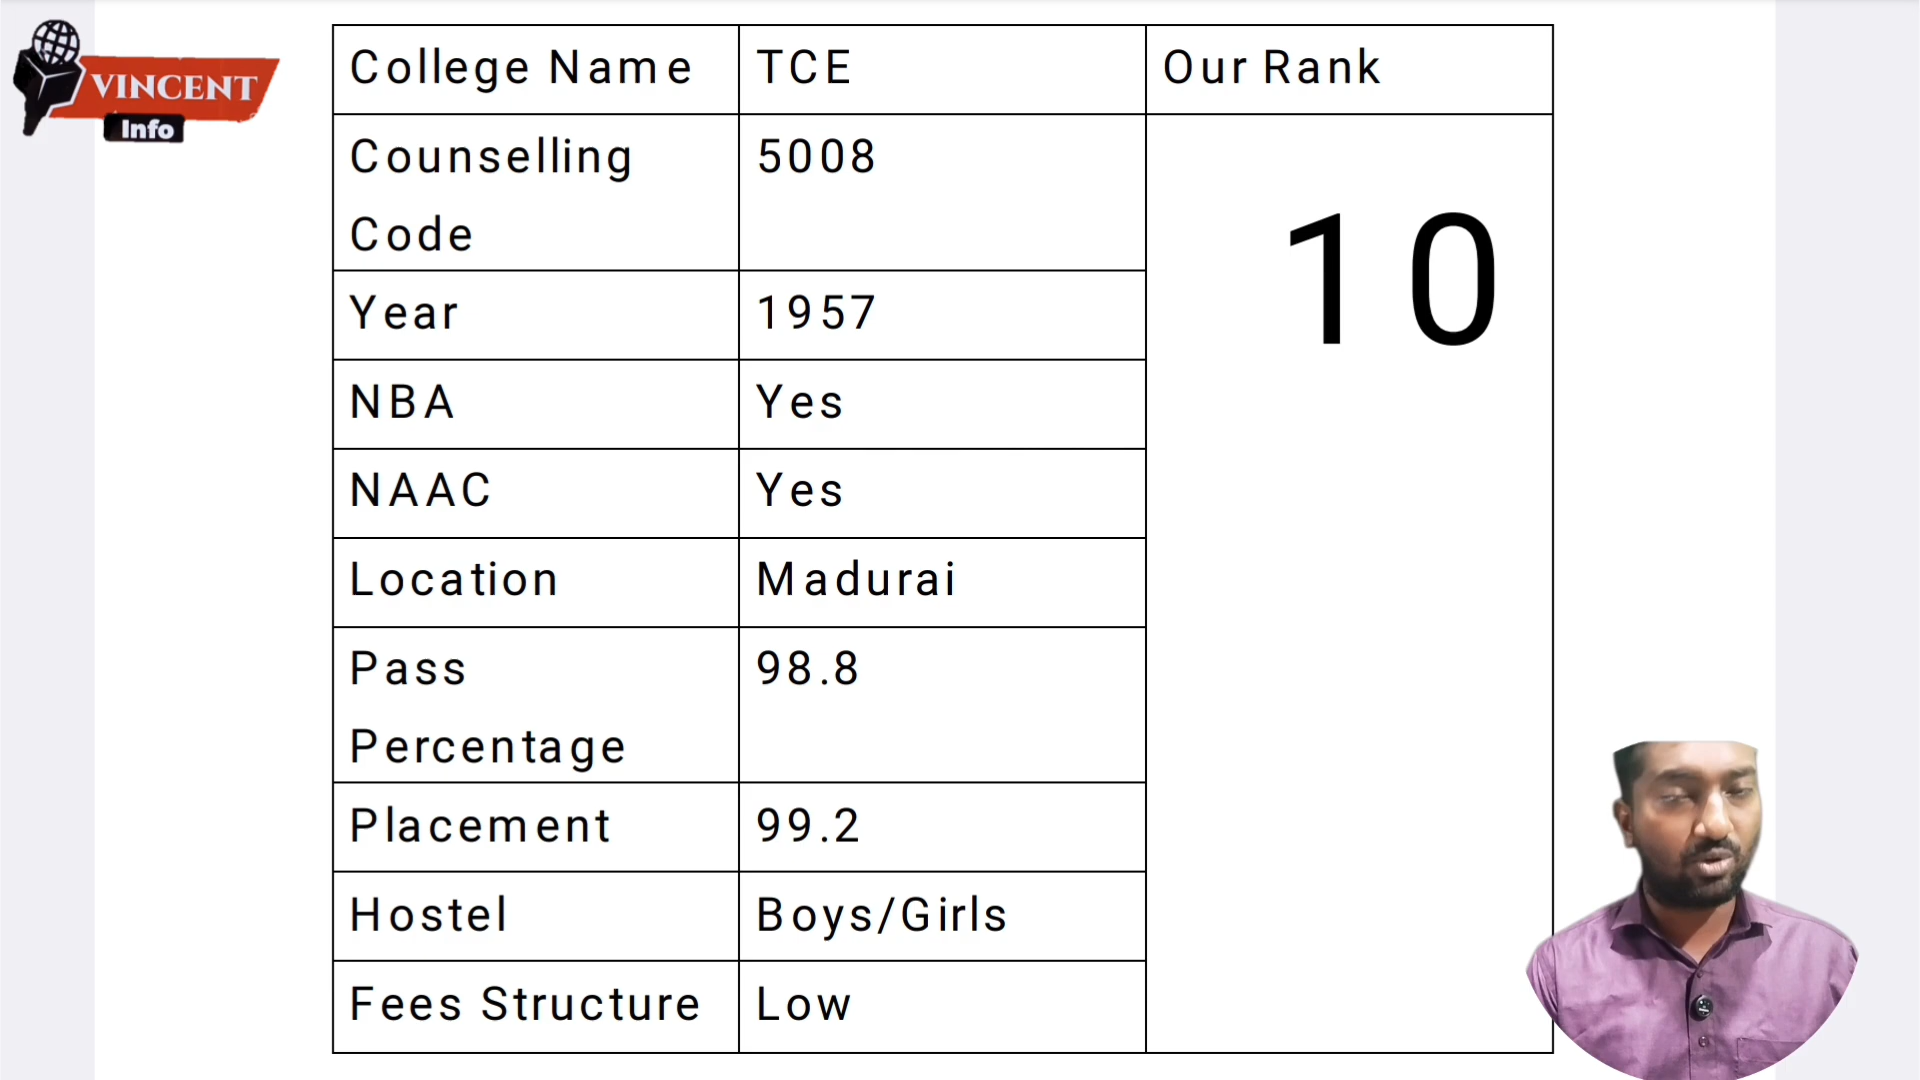 VINCENT
Info
College Name TCE Our Rank
Counselling Code 5008 10
Year 1957
NBA Yes
NAAC Yes
Location Madurai
Pass Percentage 98.8
Placement 99.2
Hostel Boys/Girls
Fees Structure Low